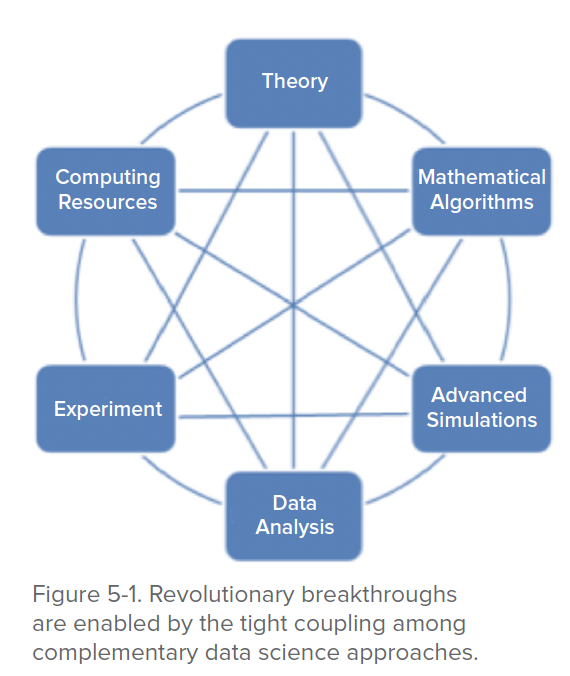 Theory
Computing
Resources
Mathematical
Algorithms
Experiment
Advanced
Simulations
Data
Analysis
Figure 5-1. Revolutionary breakthroughs
are enabled by the tight coupling among
complementary data science approaches.